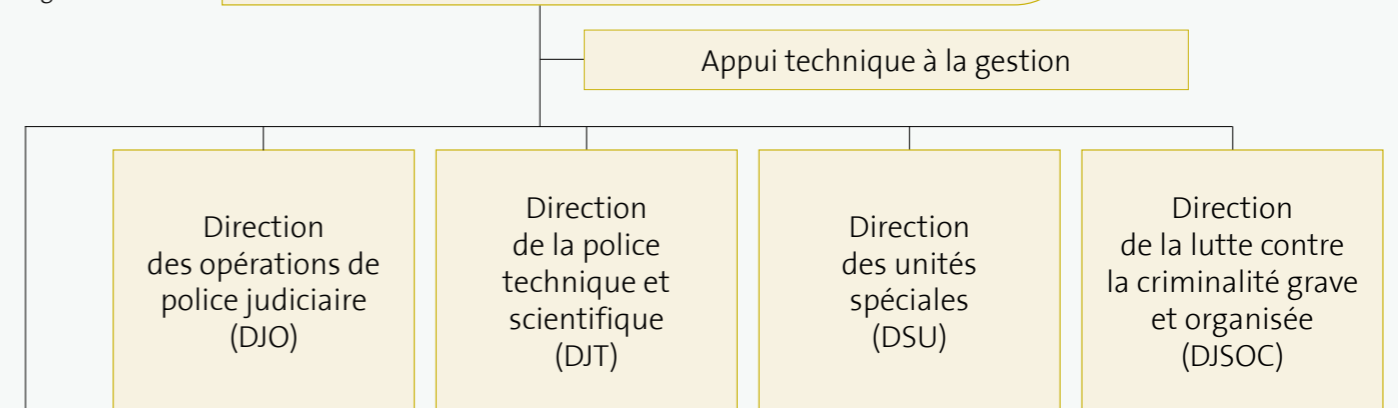 Appui technique à la gestion
Direction
des opérations de
police judiciaire
(DJO)
Direction
de la police
technique et
scientifique
(DJT)
Direction
des unités
spéciales
(DSU)
Direction
de la lutte contre
la criminalité grave
et organisée
(DJSOC)